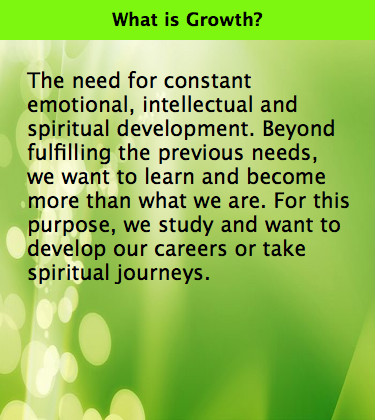 What is Growth?
The need for constant
emotional, intellectual and
spiritual development. Beyond
fulfilling the previous needs,
we want to learn and become
more than what we are. For this
purpose, we study and want to
develop our careers or take
spiritual journeys.